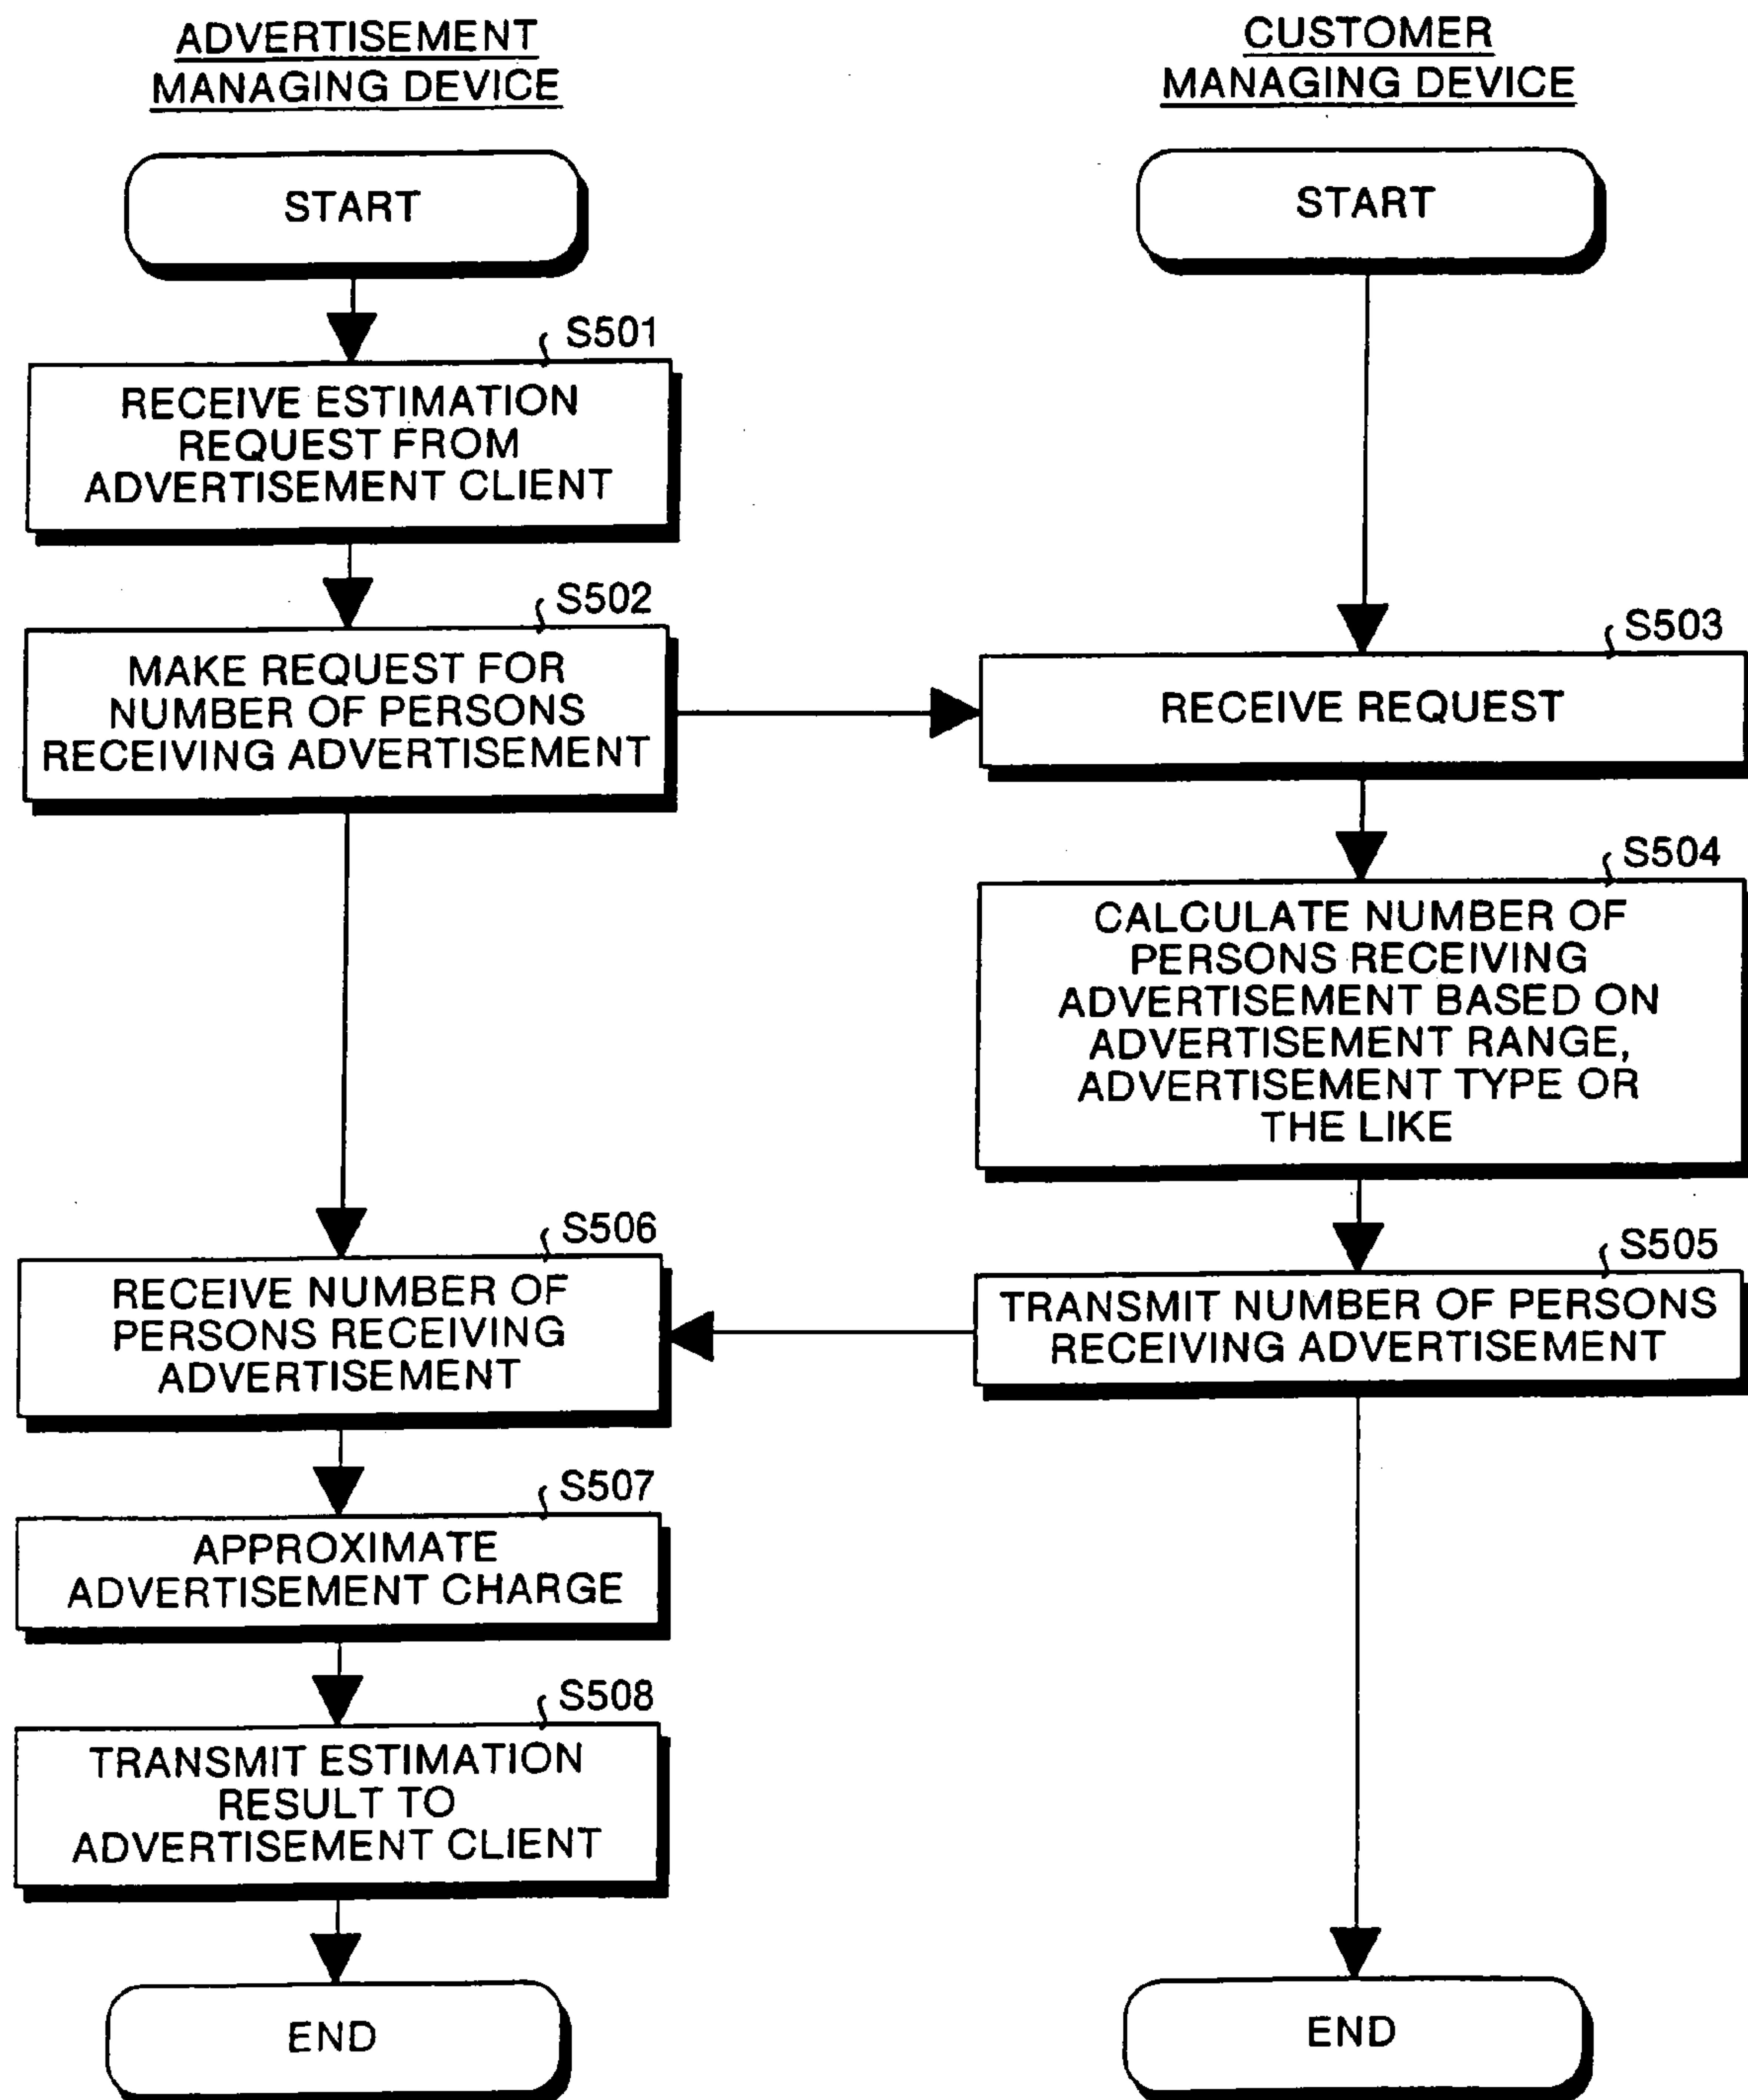 ADVERTISEMENT
MANAGING DEVICE
START
S501
RECEIVE ESTIMATION
REQUEST FROM
ADVERTISEMENT CLIENT
S502
MAKE REQUEST FOR
NUMBER OF PERSONS
RECEIVING ADVERTISEMENT
S506
RECEIVE NUMBER OF
PERSONS RECEIVING
ADVERTISEMENT
S507
APPROXIMATE
ADVERTISEMENT CHARGE
S508
TRANSMIT ESTIMATION
RESULT TO
ADVERTISEMENT CLIENT
END
CUSTOMER
MANAGING DEVICE
START
S503
RECEIVE REQUEST
S504
CALCULATE NUMBER OF
PERSONS RECEIVING
ADVERTISEMENT BASED ON
ADVERTISEMENT RANGE,
ADVERTISEMENT TYPE OR
THE LIKE
S505
TRANSMIT NUMBER OF PERSONS
RECEIVING ADVERTISEMENT
END